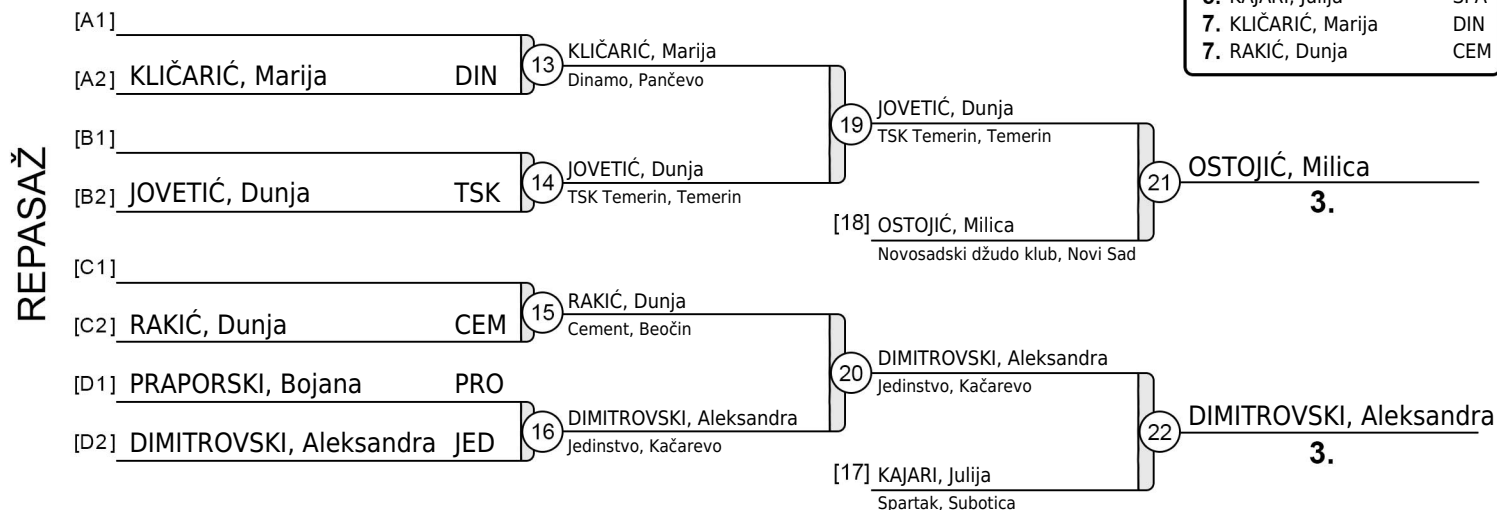 5. KAJARI, Julija SPA
7. KLIČARIĆ, Marija DIN
7. RAKIĆ, Dunja CEM
REPASAŽ
[A1]
[A2] KLIČARIĆ, Marija DIN
13 KLIČARIĆ, Marija
Dinamo, Pančevo
[B1]
[B2] JOVETIĆ, Dunja TSK
14 JOVETIĆ, Dunja
TSK Temerin, Temerin
19 JOVETIĆ, Dunja
TSK Temerin, Temerin
[18] OSTOJIĆ, Milica
Novosadski džudo klub, Novi Sad
21 OSTOJIĆ, Milica
3.
[C1]
[C2] RAKIĆ, Dunja CEM
15 RAKIĆ, Dunja
Cement, Beočin
[D1] PRAPORSKI, Bojana PRO
[D2] DIMITROVSKI, Aleksandra JED
16 DIMITROVSKI, Aleksandra
Jedinstvo, Kačarevo
20 DIMITROVSKI, Aleksandra
Jedinstvo, Kačarevo
[17] KAJARI, Julija
Spartak, Subotica
22 DIMITROVSKI, Aleksandra
3.